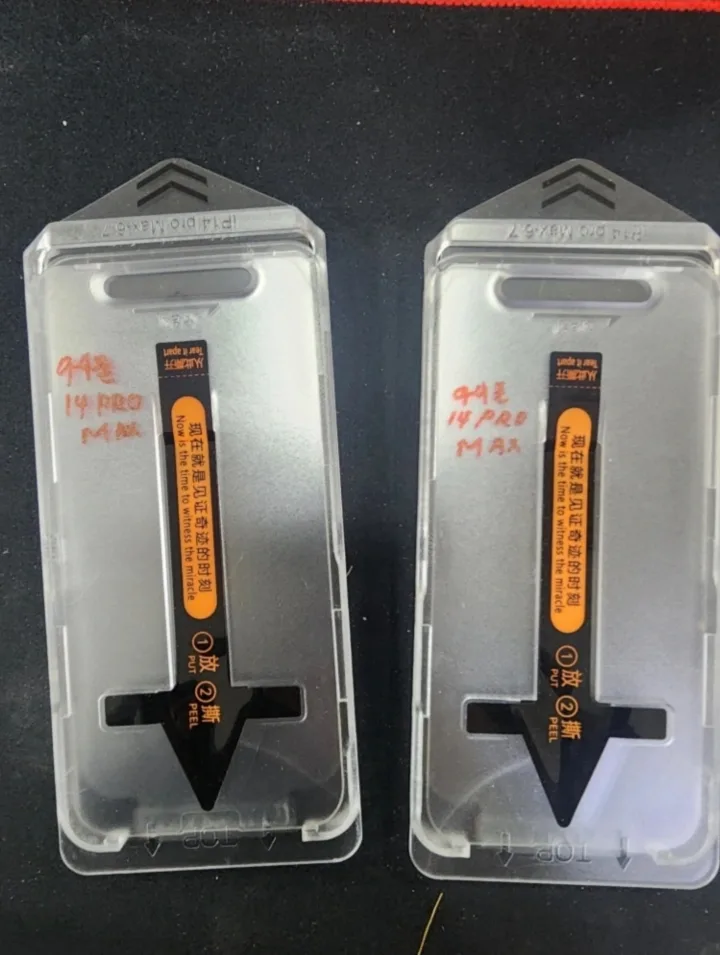 iP14 pro Max-6.7
944毫
14 PRO
MAX
从此撕开
Tear it apart
现在就是见证奇迹的时刻
Now is the time to witness the miracle
①放 ②撕
PUT PEEL
TOP
iP14 pro Max-6.7
14 PRO
MAX
从此撕开
Tear it apart
现在就是见证奇迹的时刻
Now is the time to witness the miracle
①放 ②撕
PUT PEEL
TOP